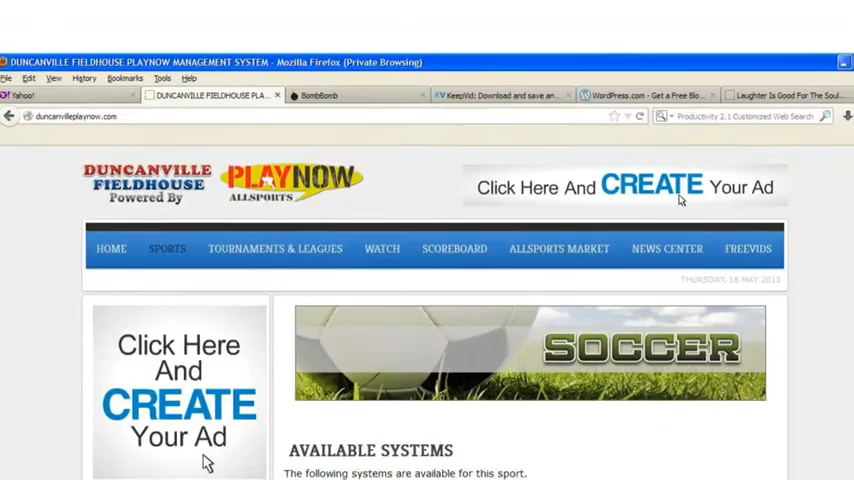 DUNCANVILLE FIELDHOUSE PLAYNOW MANAGEMENT SYSTEM - Mozilla Firefox (Private Browsing)
File Edit View History Bookmarks Tools Help
Yahoo! DUNCANVILLE FIELDHOUSE PLA... BombBomb KeepVid: Download and save an... WordPress.com - Get a Free Blo... Laughter Is Good For The Soul...
duncanvilleplaynow.com Productivity 2.1 Customized Web Search
DUNCANVILLE
FIELDHOUSE
Powered By
PLAYNOW
ALLSPORTS
Click Here And CREATE Your Ad
HOME SPORTS TOURNAMENTS & LEAGUES WATCH SCOREBOARD ALLSPORTS MARKET NEWS CENTER FREEVIDS
THURSDAY, 16 MAY 2013
Click Here
And
CREATE
Your Ad
SOCCER
AVAILABLE SYSTEMS
The following systems are available for this sport.